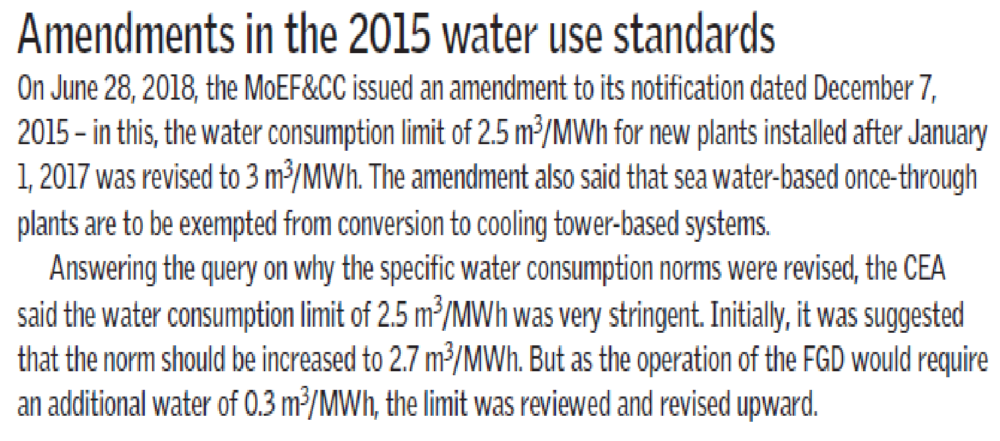 Amendments in the 2015 water use standards
On June 28, 2018, the MoEF&CC issued an amendment to its notification dated December 7,
2015 – in this, the water consumption limit of 2.5 m³/MWh for new plants installed after January
1, 2017 was revised to 3 m³/MWh. The amendment also said that sea water-based once-through
plants are to be exempted from conversion to cooling tower-based systems.
Answering the query on why the specific water consumption norms were revised, the CEA
said the water consumption limit of 2.5 m³/MWh was very stringent. Initially, it was suggested
that the norm should be increased to 2.7 m³/MWh. But as the operation of the FGD would require
an additional water of 0.3 m³/MWh, the limit was reviewed and revised upward.